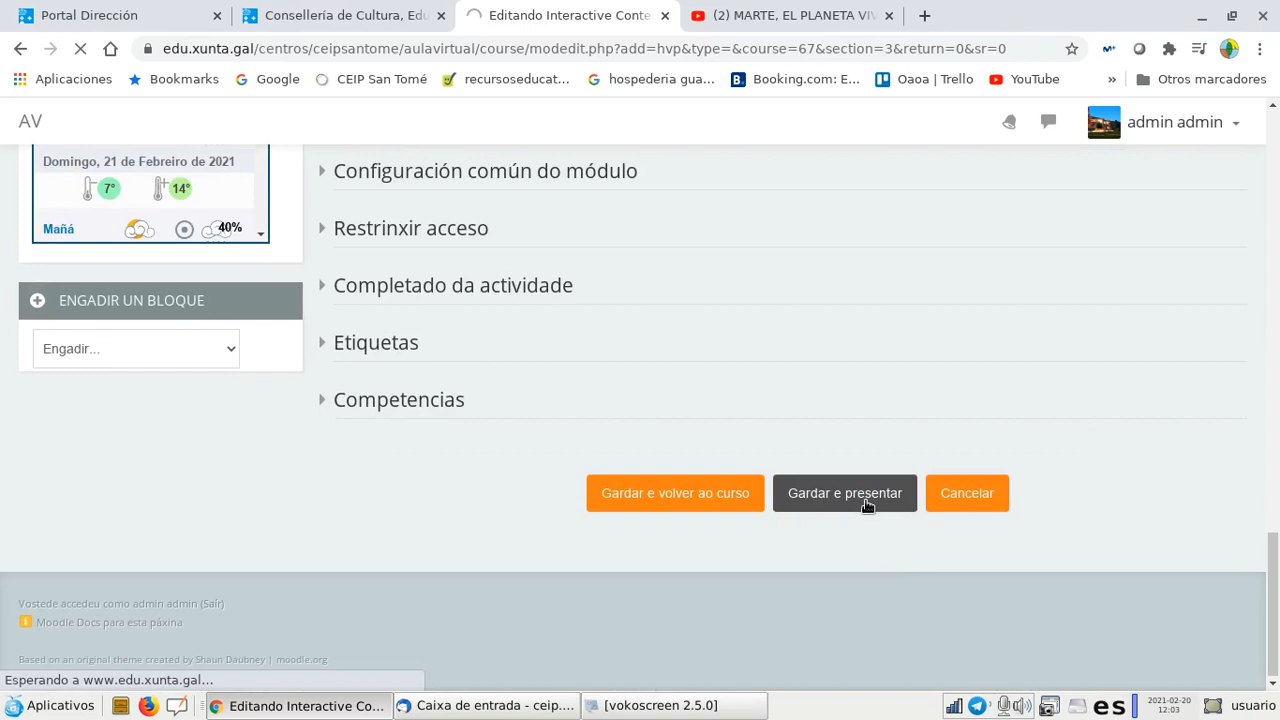 Portal Dirección
Consellería de Cultura, Edu
Editando Interactive Conte
(2) MARTE, EL PLANETA VIV
edu.xunta.gal/centros/ceipsantome/aulavirtual/course/modedit.php?add=hvp&type=&course=67&section=3&return=0&sr=0
Aplicaciones
Bookmarks
Google
CEIP San Tomé
recursoseducat...
hospederia gua...
Booking.com: E...
Oaoa | Trello
YouTube
»
Otros marcadores
AV
admin admin
Domingo, 21 de Febreiro de 2021
7°
14°
Mañá
40%
ENGADIR UN BLOQUE
Engadir...
Configuración común do módulo
Restrinxir acceso
Completado da actividade
Etiquetas
Competencias
Gardar e volver ao curso
Gardar e presentar
Cancelar
Vostede accedeu como admin admin (Saír)
Moodle Docs para esta páxina
Based on an original theme created by Shaun Daubney | moodle.org
Esperando a www.edu.xunta.gal...
Aplicativos
Editando Interactive Co...
Caixa de entrada - ceip....
[vokoscreen 2.5.0]
es
2021-02-20
12:03
usuario